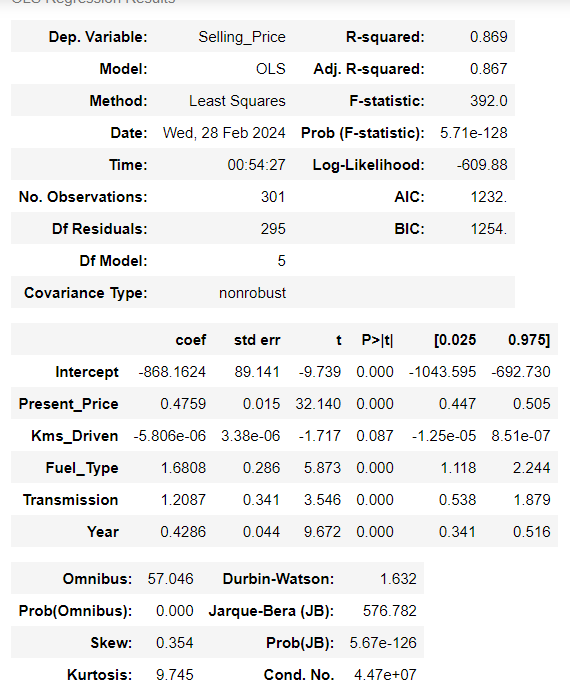 OLS Regression Results
Dep. Variable: Selling_Price R-squared: 0.869
Model: OLS Adj. R-squared: 0.867
Method: Least Squares F-statistic: 392.0
Date: Wed, 28 Feb 2024 Prob (F-statistic): 5.71e-128
Time: 00:54:27 Log-Likelihood: -609.88
No. Observations: 301 AIC: 1232.
Df Residuals: 295 BIC: 1254.
Df Model: 5
Covariance Type: nonrobust
coef std err t P>|t| [0.025 0.975]
Intercept -868.1624 89.141 -9.739 0.000 -1043.595 -692.730
Present_Price 0.4759 0.015 32.140 0.000 0.447 0.505
Kms_Driven -5.806e-06 3.38e-06 -1.717 0.087 -1.25e-05 8.51e-07
Fuel_Type 1.6808 0.286 5.873 0.000 1.118 2.244
Transmission 1.2087 0.341 3.546 0.000 0.538 1.879
Year 0.4286 0.044 9.672 0.000 0.341 0.516
Omnibus: 57.046 Durbin-Watson: 1.632
Prob(Omnibus): 0.000 Jarque-Bera (JB): 576.782
Skew: 0.354 Prob(JB): 5.67e-126
Kurtosis: 9.745 Cond. No. 4.47e+07